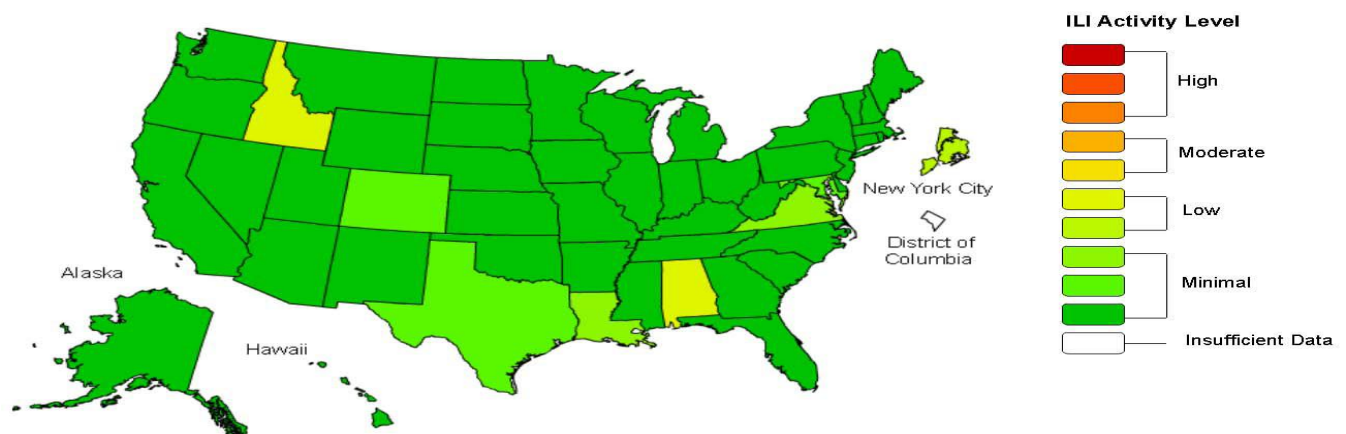 ILI Activity Level
High
Moderate
Low
Minimal
Insufficient Data
New York City
District of
Columbia
Alaska
Hawaii